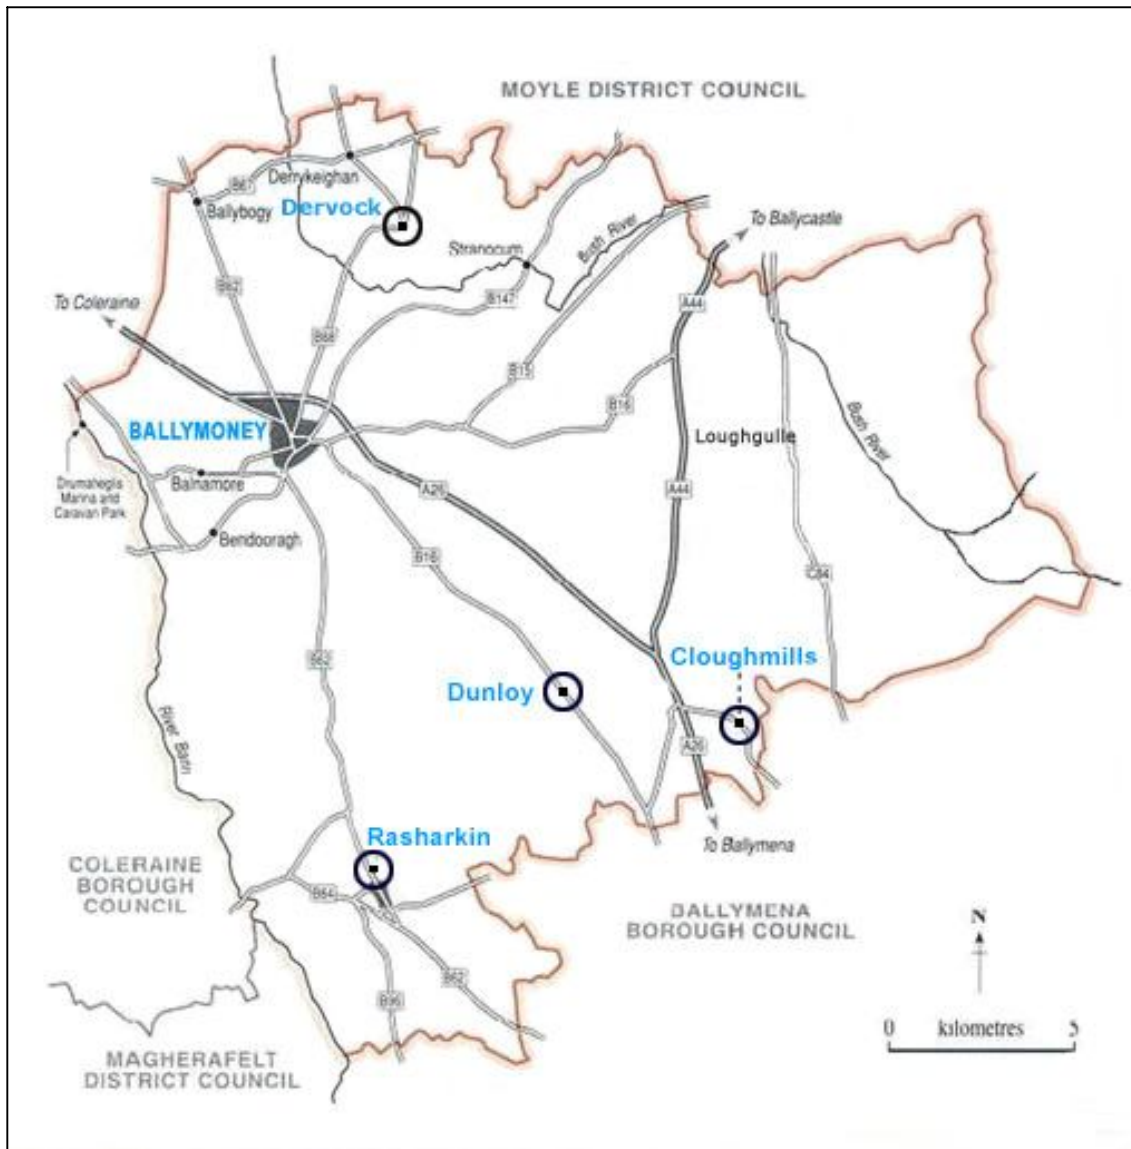 MOYLE DISTRICT COUNCIL
Derrykeighan
B67
Dervock
Ballybogy
To Ballycastle
Stranocum
Bush River
B62
B147
To Coleraine
A44
B66
B15
B16
BALLYMONEY
Loughguile
Bush River
Drumaheglis
Marina and
Caravan Park
Balnamore
A26
A44
Bendooragh
B16
C84
B62
Cloughmills
Dunloy
River Bann
A26
Rasharkin
To Ballymena
COLERAINE
BOROUGH
COUNCIL
B64
BALLYMENA
BOROUGH COUNCIL
N
B62
B96
0 kilometres 5
MAGHERAFELT
DISTRICT COUNCIL